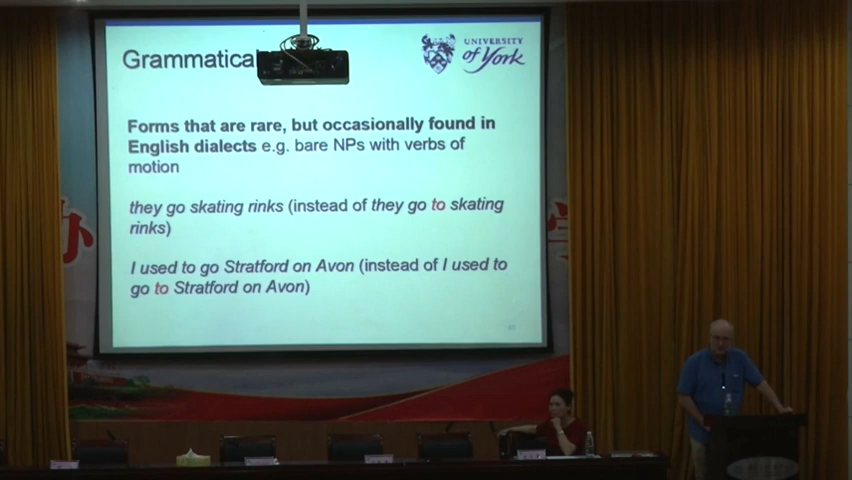 Grammatica
UNIVERSITY
of York
Forms that are rare, but occasionally found in
English dialects e.g. bare NPs with verbs of
motion
they go skating rinks (instead of they go to skating
rinks)
I used to go Stratford on Avon (instead of I used to
go to Stratford on Avon)